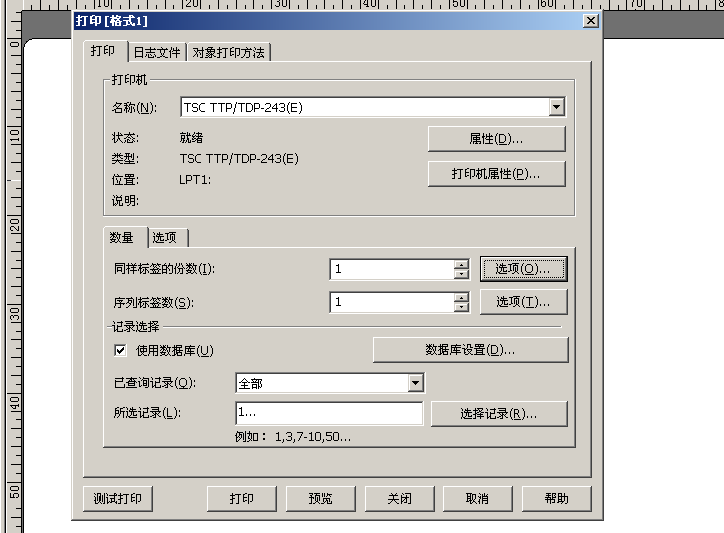 10 20 30 40 50 60 70
打印 [格式1]
打印 日志文件 对象打印方法
打印机
名称(N): TSC TTP/TDP-243(E)
状态: 就绪 属性(D)...
类型: TSC TTP/TDP-243(E)
位置: LPT1: 打印机属性(P)...
说明:
数量 选项
同样标签的份数(I): 1 选项(O)...
序列标签数(S): 1 选项(T)...
记录选择
使用数据库(U) 数据库设置(D)...
已查询记录(Q): 全部
所选记录(L): 1... 选择记录(R)...
例如: 1,3,7-10,50...
测试打印 打印 预览 关闭 取消 帮助
0
10
20
30
40
50